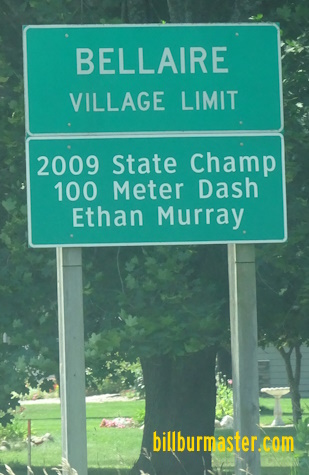 BELLAIRE
VILLAGE LIMIT
2009 State Champ
100 Meter Dash
Ethan Murray
billburmaster.com